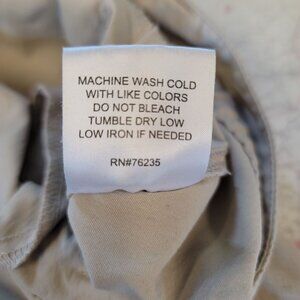 MACHINE WASH COLD
WITH LIKE COLORS
DO NOT BLEACH
TUMBLE DRY LOW
LOW IRON IF NEEDED
RN#76235